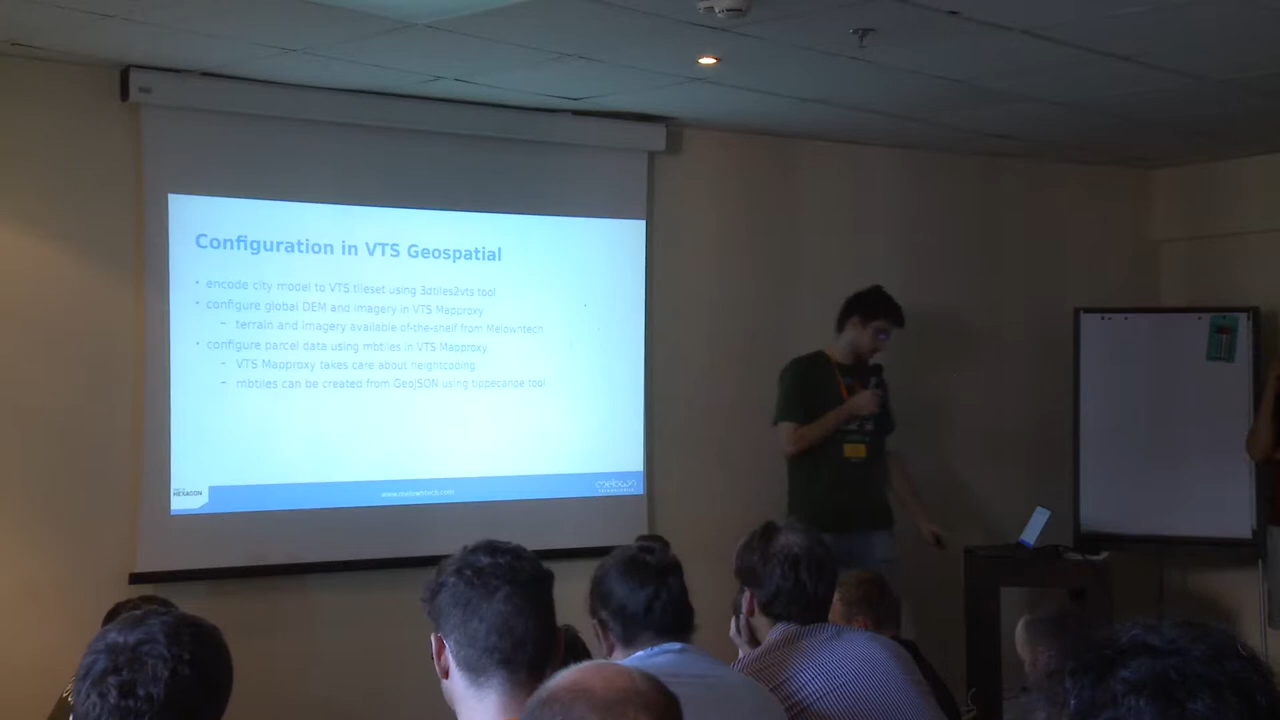 Configuration in VTS Geospatial
• encode city model to VTS tileset using 3dtiles2vts tool
• configure global DEM and imagery in VTS Mapproxy
– terrain and imagery available of-the-shelf from Melowntech
• configure parcel data using mbtiles in VTS Mapproxy
– VTS Mapproxy takes care about heightcoding
– mbtiles can be created from GeoJSON using tippecanoe tool
HEXAGON
www.melowntech.com
melown